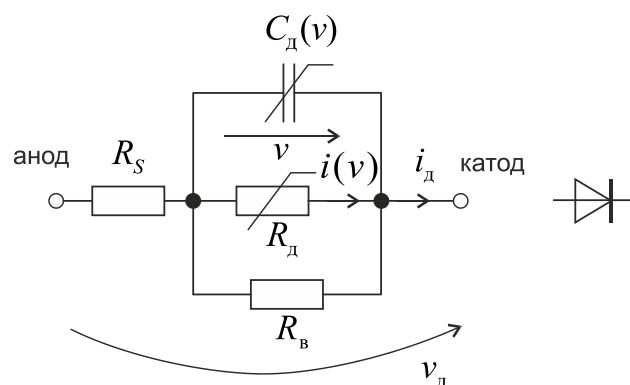 C_д(v)
анод
R_S
v
i(v)
i_д
катод
R_д
R_в
v_д